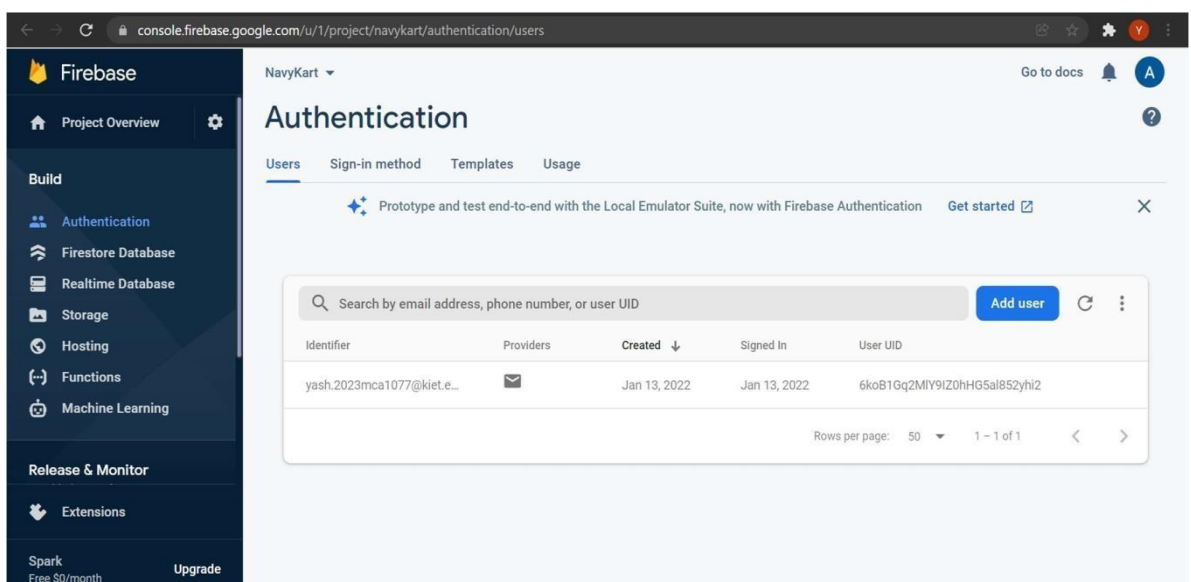 console.firebase.google.com/u/1/project/navykart/authentication/users
Y
Firebase
Project Overview
Build
Authentication
Firestore Database
Realtime Database
Storage
Hosting
Functions
Machine Learning
Release & Monitor
Extensions
Spark
Free $0/month
Upgrade
NavyKart
Go to docs
A
Authentication
Users Sign-in method Templates Usage
Prototype and test end-to-end with the Local Emulator Suite, now with Firebase Authentication Get started
Search by email address, phone number, or user UID
Add user
Identifier Providers Created Signed In User UID
yash.2023mca1077@kiet.e... Jan 13, 2022 Jan 13, 2022 6koB1Gq2MlY9IZ0hHG5al852yhi2
Rows per page: 50 1 – 1 of 1